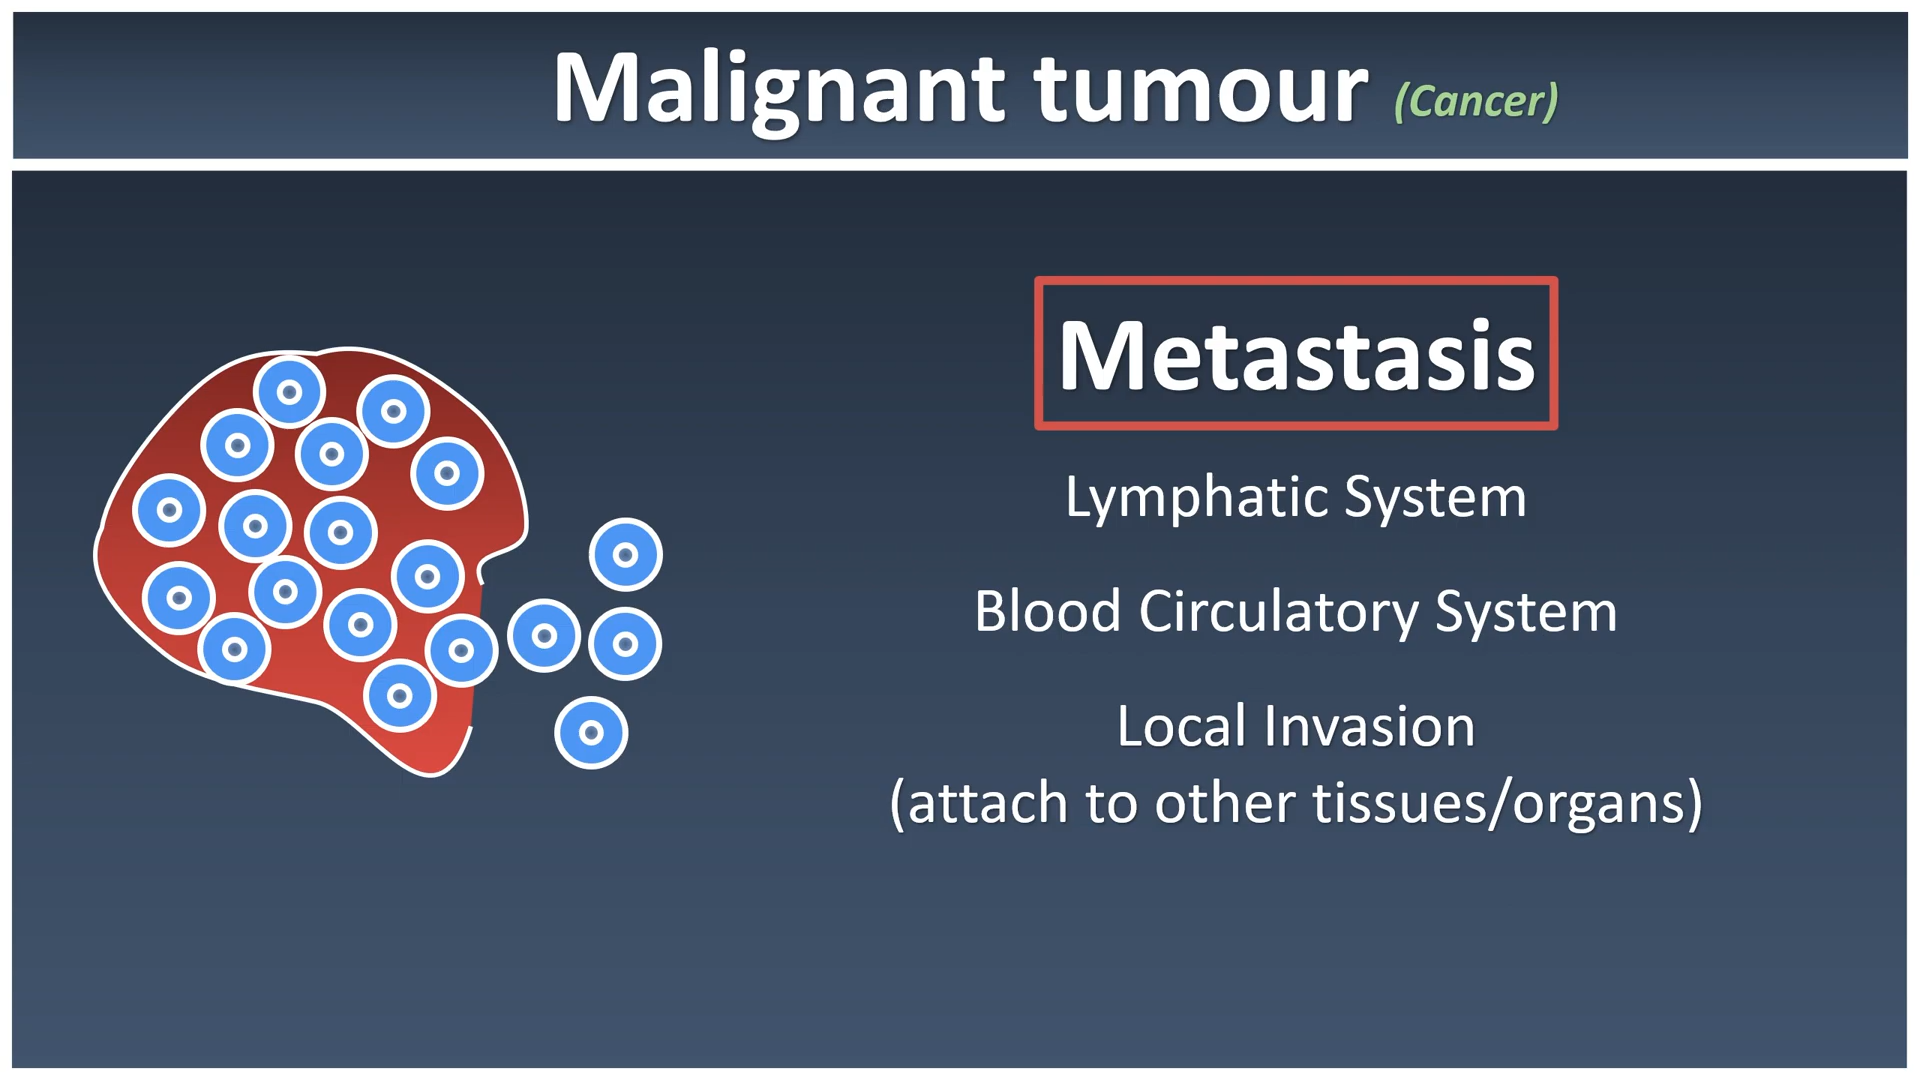 Malignant tumour (Cancer)
Metastasis
Lymphatic System
Blood Circulatory System
Local Invasion
(attach to other tissues/organs)